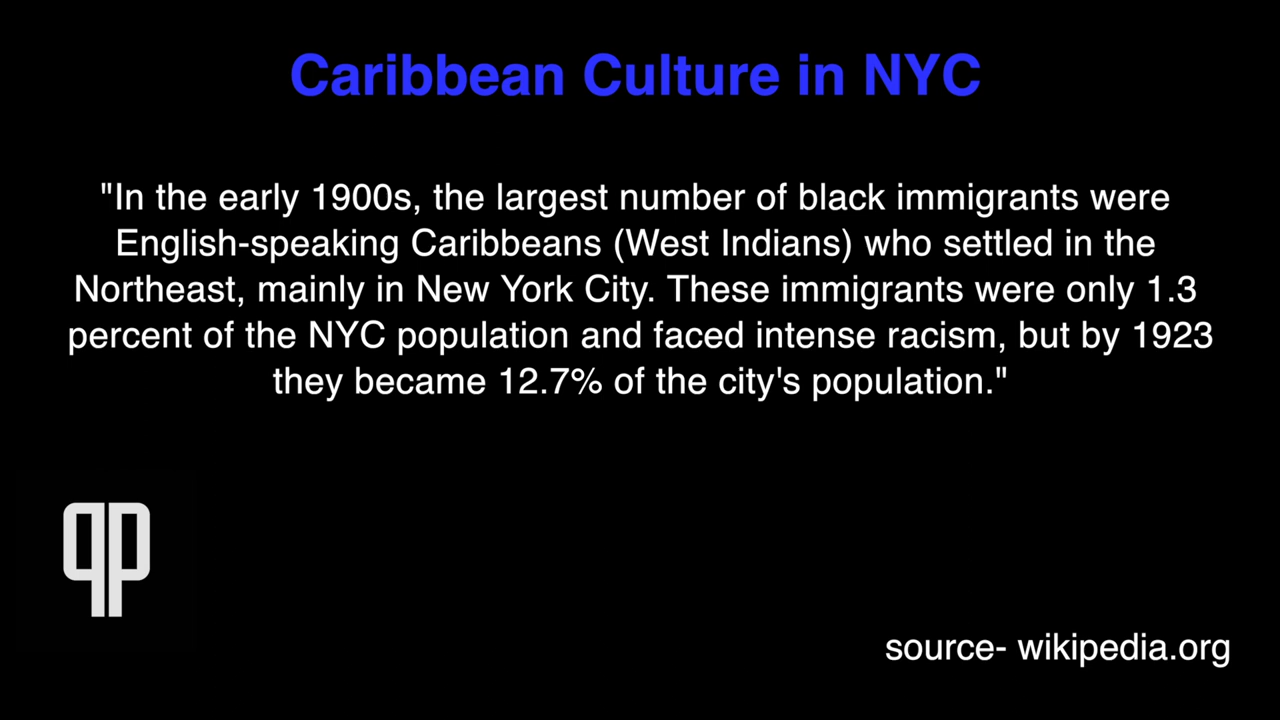 Caribbean Culture in NYC
"In the early 1900s, the largest number of black immigrants were
English-speaking Caribbeans (West Indians) who settled in the
Northeast, mainly in New York City. These immigrants were only 1.3
percent of the NYC population and faced intense racism, but by 1923
they became 12.7% of the city's population."
qp
source- wikipedia.org